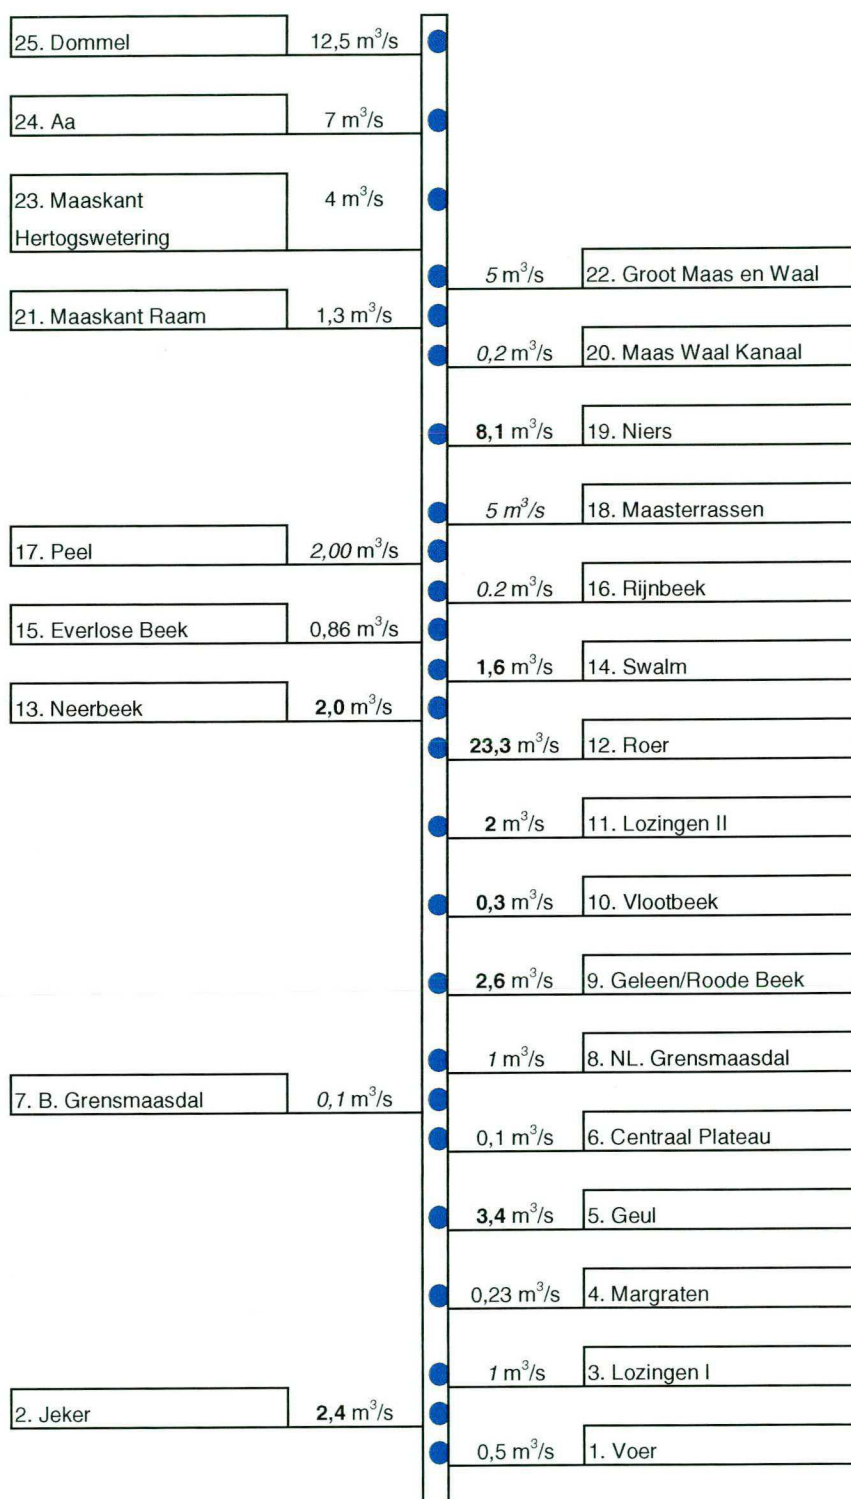 25. Dommel 12,5 m³/s
24. Aa 7 m³/s
23. Maaskant 4 m³/s
Hertogswetering
5 m³/s 22. Groot Maas en Waal
21. Maaskant Raam 1,3 m³/s
0,2 m³/s 20. Maas Waal Kanaal
8,1 m³/s 19. Niers
5 m³/s 18. Maasterrassen
17. Peel 2,00 m³/s
0.2 m³/s 16. Rijnbeek
15. Everlose Beek 0,86 m³/s
1,6 m³/s 14. Swalm
13. Neerbeek 2,0 m³/s
23,3 m³/s 12. Roer
2 m³/s 11. Lozingen II
0,3 m³/s 10. Vlootbeek
2,6 m³/s 9. Geleen/Roode Beek
1 m³/s 8. NL. Grensmaasdal
7. B. Grensmaasdal 0,1 m³/s
0,1 m³/s 6. Centraal Plateau
3,4 m³/s 5. Geul
0,23 m³/s 4. Margraten
1 m³/s 3. Lozingen I
2. Jeker 2,4 m³/s
0,5 m³/s 1. Voer